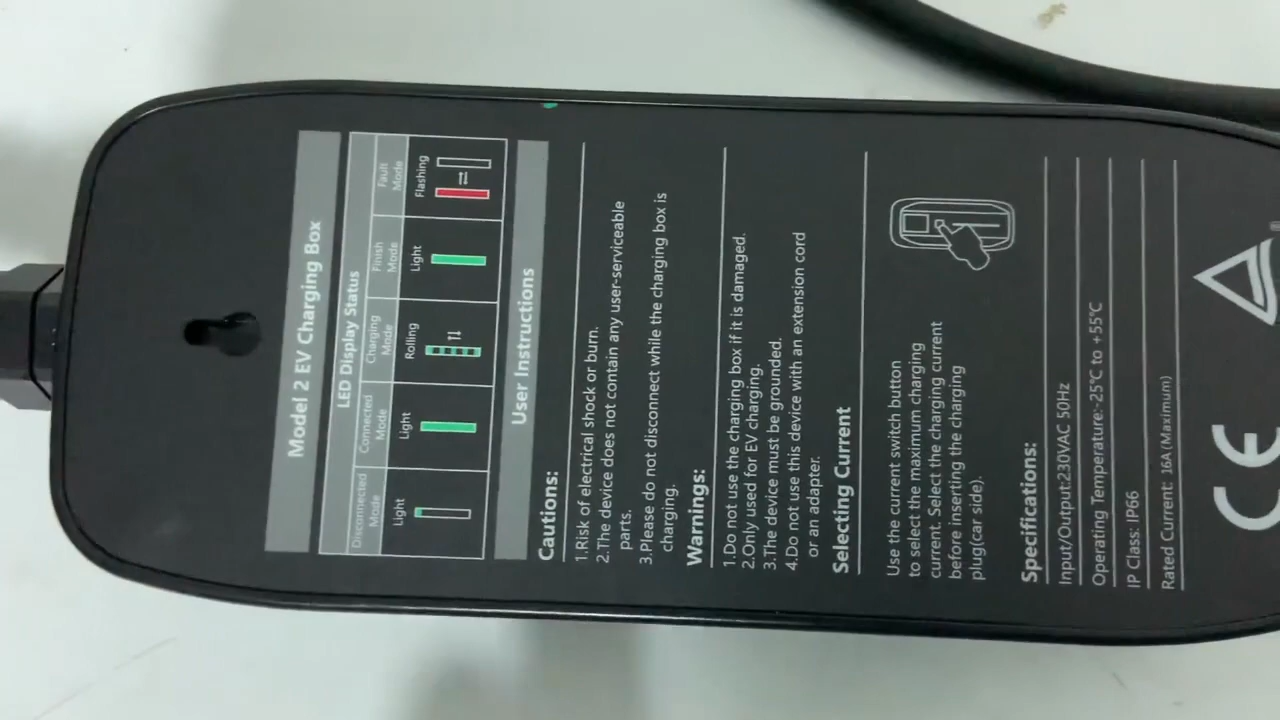 Model 2 EV Charging Box
LED Display Status
Disconnected Mode
Connected Mode
Charging Mode
Finish Mode
Fault Mode
Light
Light
Rolling
Light
Flashing
User Instructions
Cautions:
1.Risk of electrical shock or burn.
2.The device does not contain any user-serviceable
parts.
3.Please do not disconnect while the charging box is
charging.
Warnings:
1.Do not use the charging box if it is damaged.
2.Only used for EV charging.
3.The device must be grounded.
4.Do not use this device with an extension cord
or an adapter.
Selecting Current
Use the current switch button
to select the maximum charging
current. Select the charging current
before inserting the charging
plug(car side).
Specifications:
Input/Output:230VAC 50Hz
Operating Temperature:-25℃ to +55℃
IP Class: IP66
Rated Current: 16A (Maximum)
CE